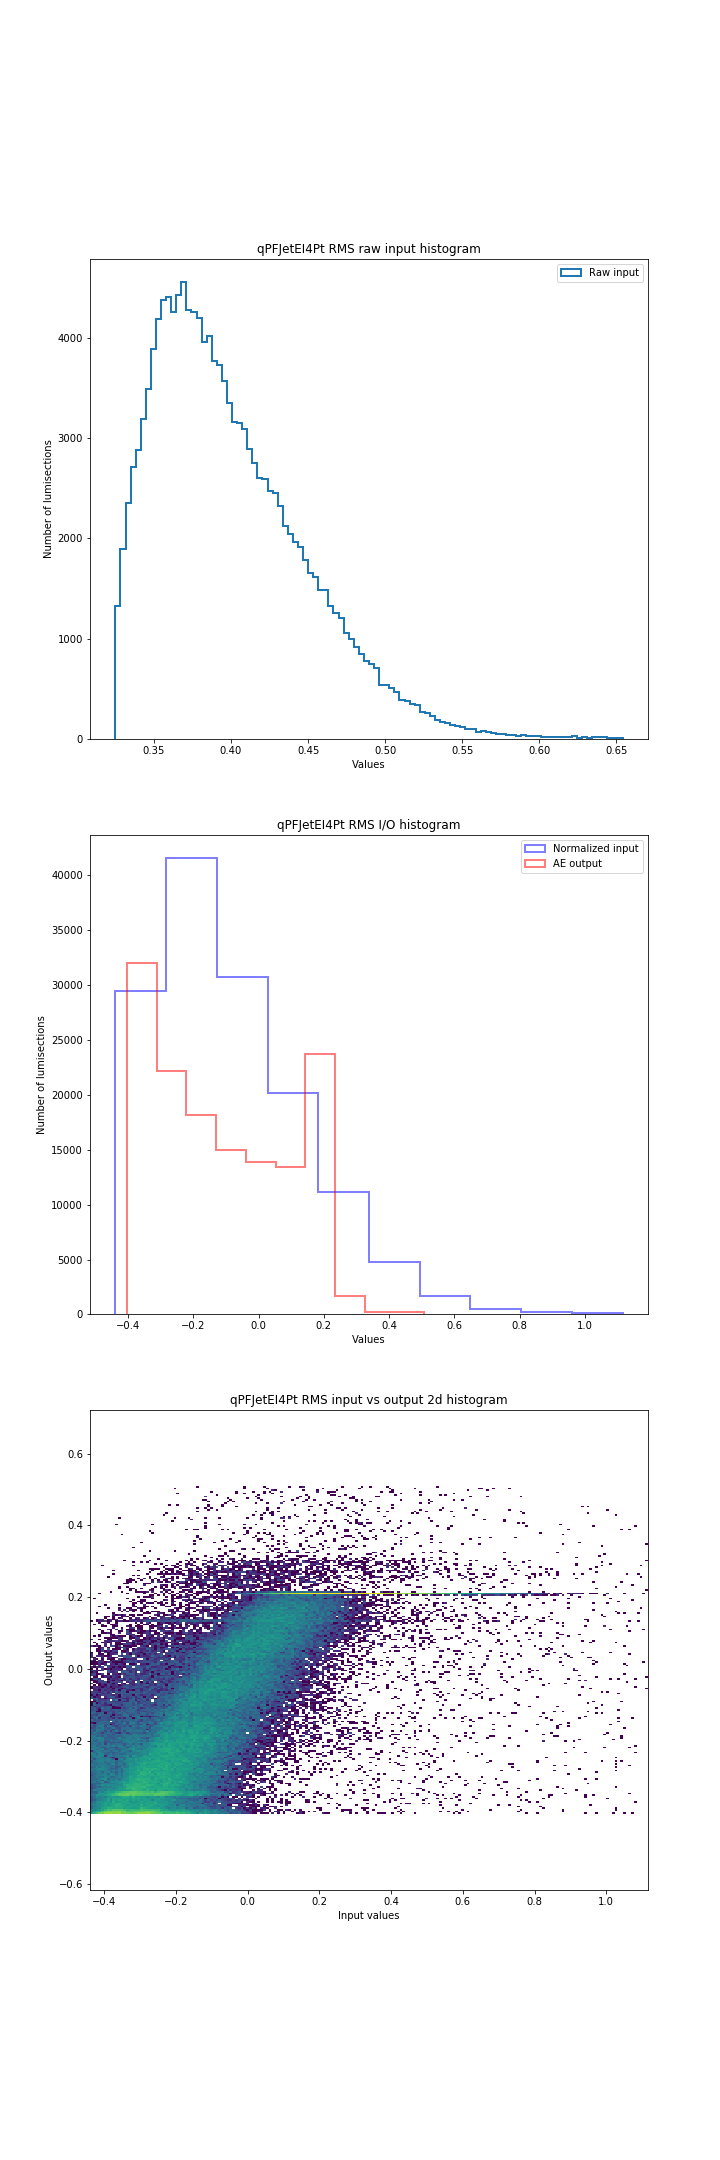 qPFJetEI4Pt RMS raw input histogram
Raw input
4000
3000
2000
1000
0
Number of lumisections
0.35 0.40 0.45 0.50 0.55 0.60 0.65
Values
qPFJetEI4Pt RMS I/O histogram
Normalized input
AE output
40000
35000
30000
25000
20000
15000
10000
5000
0
Number of lumisections
−0.4 −0.2 0.0 0.2 0.4 0.6 0.8 1.0
Values
qPFJetEI4Pt RMS input vs output 2d histogram
0.6
0.4
0.2
0.0
−0.2
−0.4
−0.6
Output values
−0.4 −0.2 0.0 0.2 0.4 0.6 0.8 1.0
Input values